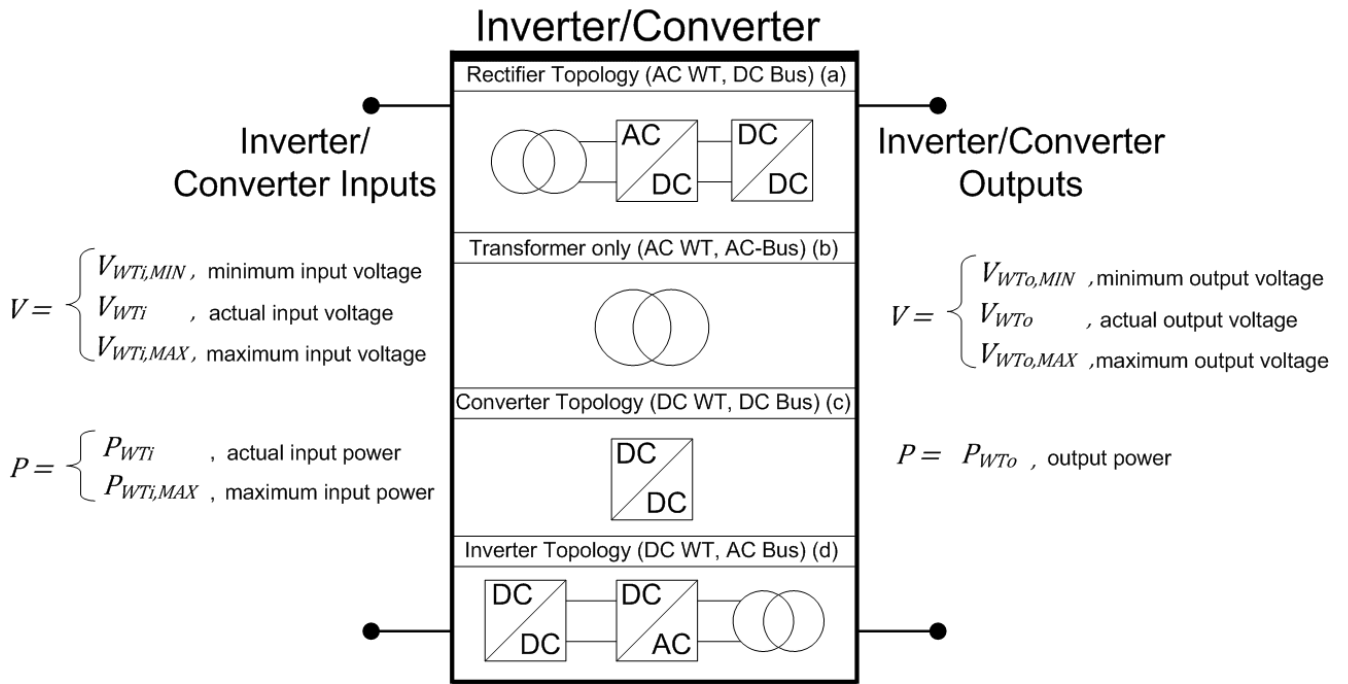 Inverter/Converter
Rectifier Topology (AC WT, DC Bus) (a)
AC
DC
DC
DC
Transformer only (AC WT, AC-Bus) (b)
Converter Topology (DC WT, DC Bus) (c)
DC
DC
Inverter Topology (DC WT, AC Bus) (d)
DC
DC
DC
AC
Inverter/
Converter Inputs
V =
V_{WTi,MIN} , minimum input voltage
V_{WTi} , actual input voltage
V_{WTi,MAX} , maximum input voltage
P =
P_{WTi} , actual input power
P_{WTi,MAX} , maximum input power
Inverter/Converter
Outputs
V =
V_{WTo,MIN} ,minimum output voltage
V_{WTo} , actual output voltage
V_{WTo,MAX} ,maximum output voltage
P = P_{WTo} , output power